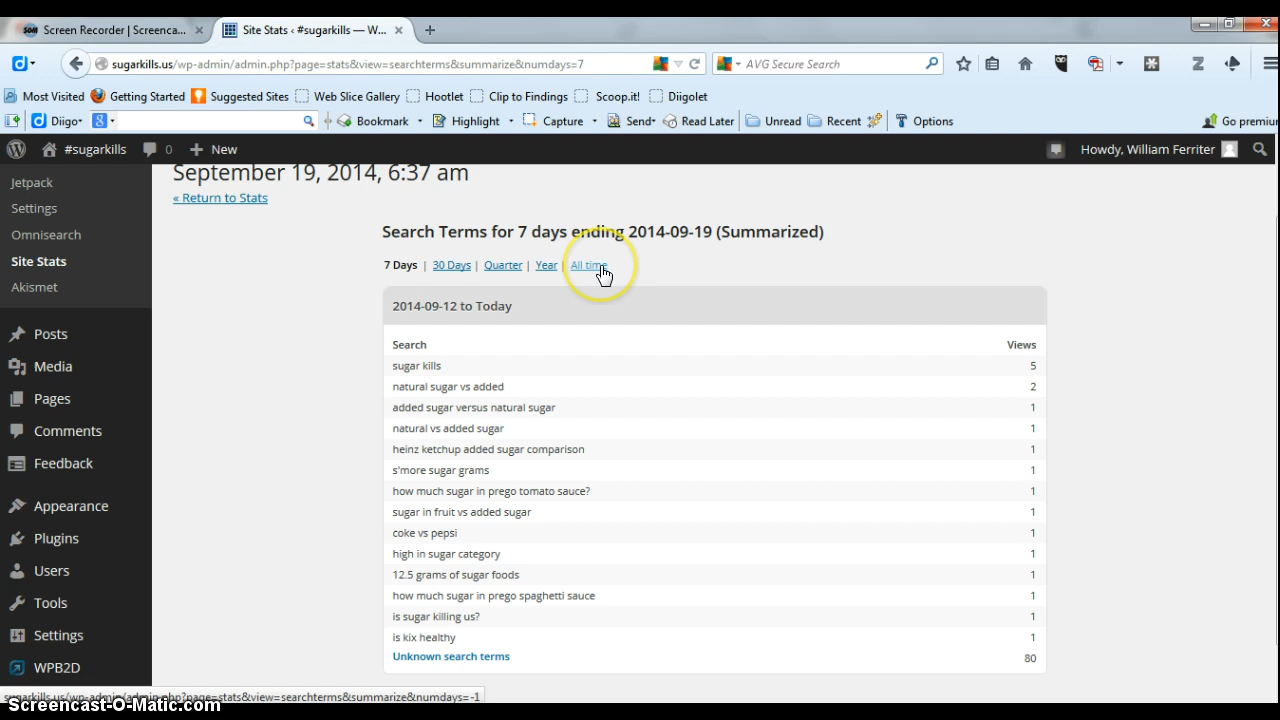 Screen Recorder | Screenca...
Site Stats ‹ #sugarkills — W...
sugarkills.us/wp-admin/admin.php?page=stats&view=searchterms&summarize&numdays=7
AVG Secure Search
Most Visited Getting Started Suggested Sites Web Slice Gallery Hootlet Clip to Findings Scoop.it! Diigolet
Diigo Bookmark Highlight Capture Send Read Later Unread Recent Options Go premiu
#sugarkills 0 New Howdy, William Ferriter
September 19, 2014, 6:37 am
« Return to Stats
Jetpack
Settings
Omnisearch
Site Stats
Akismet
Posts
Media
Pages
Comments
Feedback
Appearance
Plugins
Users
Tools
Settings
WPB2D
Search Terms for 7 days ending 2014-09-19 (Summarized)
7 Days | 30 Days | Quarter | Year | All time
2014-09-12 to Today
Search Views
sugar kills 5
natural sugar vs added 2
added sugar versus natural sugar 1
natural vs added sugar 1
heinz ketchup added sugar comparison 1
s'more sugar grams 1
how much sugar in prego tomato sauce? 1
sugar in fruit vs added sugar 1
coke vs pepsi 1
high in sugar category 1
12.5 grams of sugar foods 1
how much sugar in prego spaghetti sauce 1
is sugar killing us? 1
is kix healthy 1
Unknown search terms 80
sugarkills.us/wp-admin/admin.php?page=stats&view=searchterms&summarize&numdays=-1
Screencast-O-Matic.com